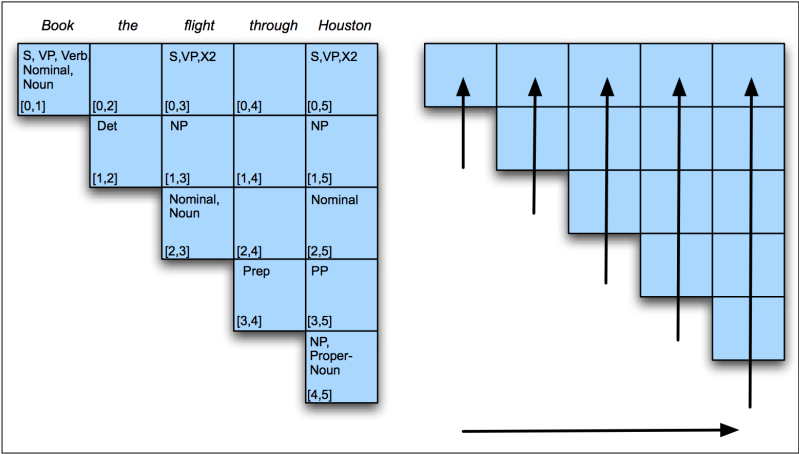 Book the flight through Houston
S, VP, Verb, Nominal, Noun S,VP,X2 S,VP,X2
[0,1] [0,2] [0,3] [0,4] [0,5]
Det NP NP
[1,2] [1,3] [1,4] [1,5]
Nominal, Noun Nominal
[2,3] [2,4] [2,5]
Prep PP
[3,4] [3,5]
NP,
Proper-
Noun
[4,5]